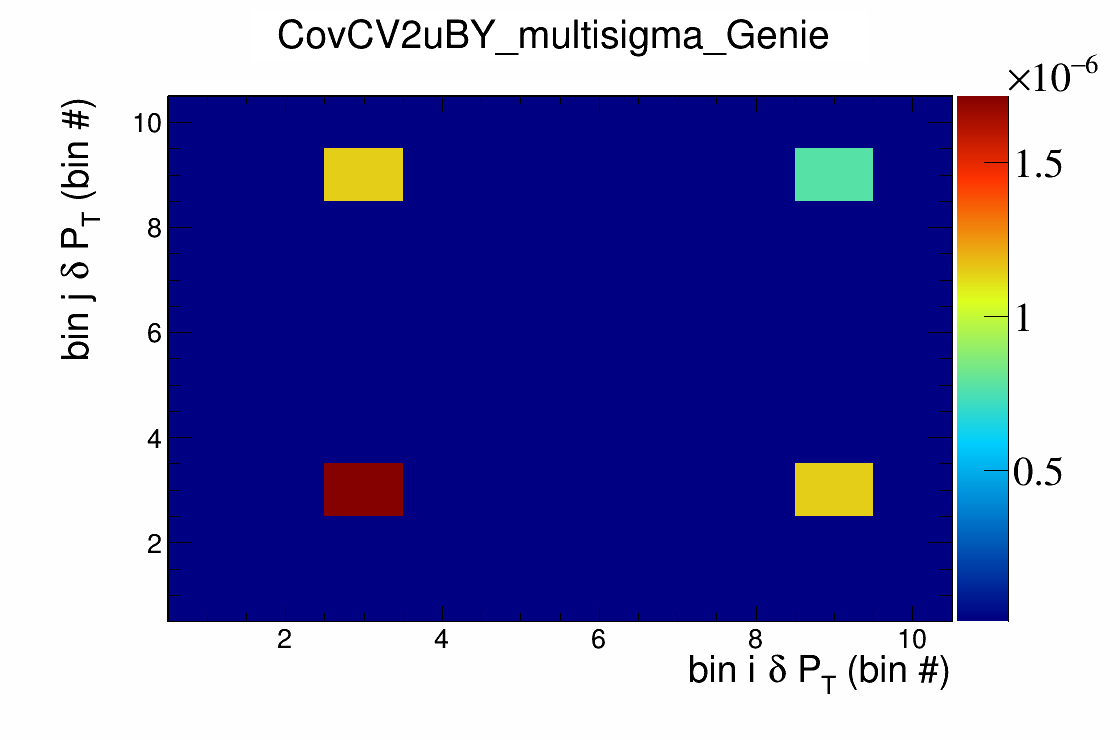 CovCV2uBY_multisigma_Genie
×10⁻⁶
bin j δ P_T (bin #)
10
8
6
4
2
1.5
1
0.5
2 4 6 8 10
bin i δ P_T (bin #)